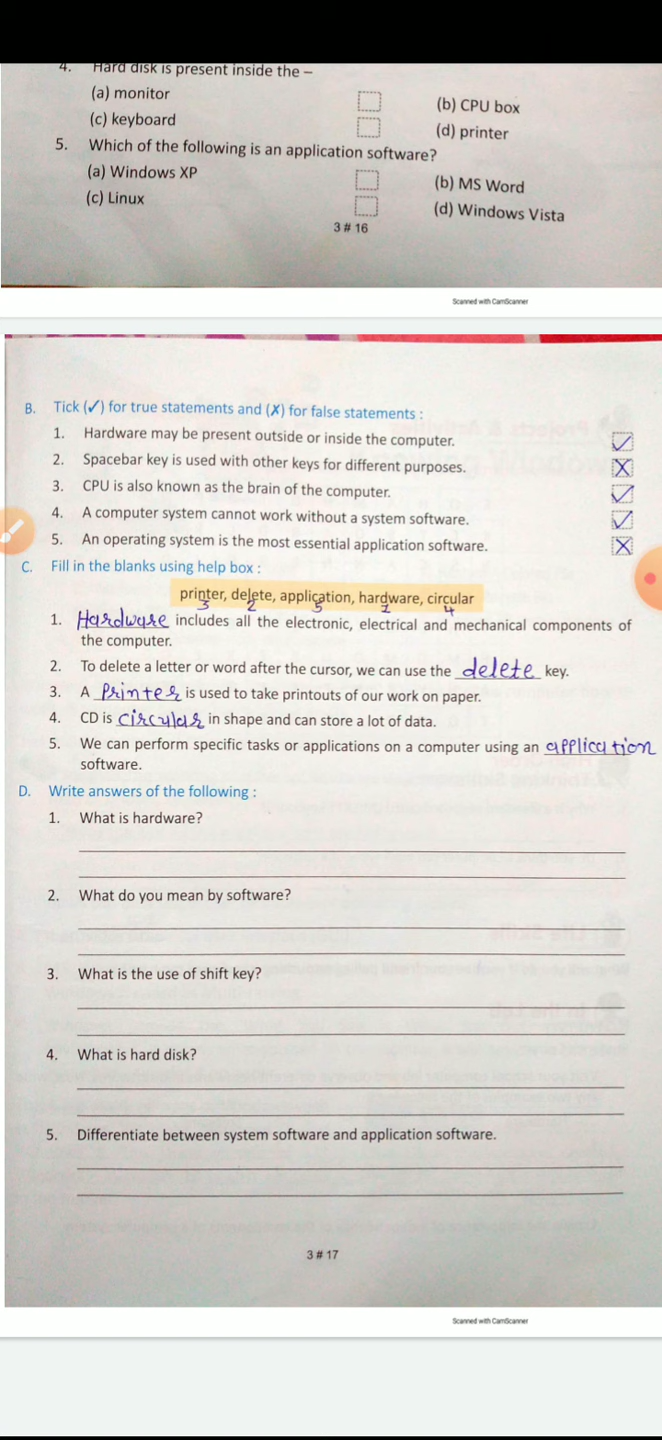 4. Hard disk is present inside the –
(a) monitor (b) CPU box
(c) keyboard (d) printer
5. Which of the following is an application software?
(a) Windows XP (b) MS Word
(c) Linux (d) Windows Vista
3 # 16
Scanned with CamScanner
B. Tick (✓) for true statements and (✗) for false statements :
1. Hardware may be present outside or inside the computer. ✓
2. Spacebar key is used with other keys for different purposes. X
3. CPU is also known as the brain of the computer. ✓
4. A computer system cannot work without a system software. ✓
5. An operating system is the most essential application software. X
C. Fill in the blanks using help box :
printer, delete, application, hardware, circular
3 2 5 1 4
1. Hardware includes all the electronic, electrical and mechanical components of
the computer.
2. To delete a letter or word after the cursor, we can use the delete key.
3. A Printer is used to take printouts of our work on paper.
4. CD is circular in shape and can store a lot of data.
5. We can perform specific tasks or applications on a computer using an application
software.
D. Write answers of the following :
1. What is hardware?
2. What do you mean by software?
3. What is the use of shift key?
4. What is hard disk?
5. Differentiate between system software and application software.
3 # 17
Scanned with CamScanner